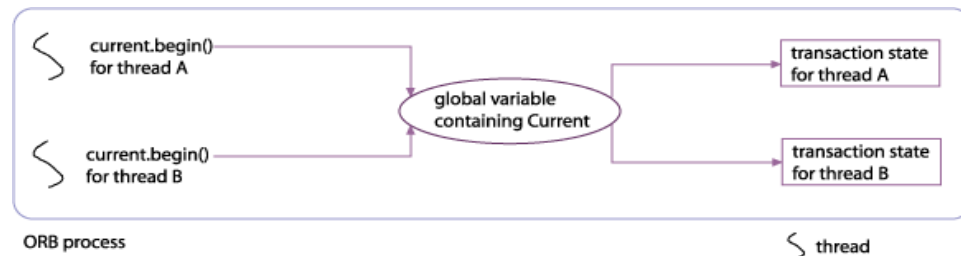 current.begin()
for thread A
transaction state
for thread A
global variable
containing Current
current.begin()
for thread B
transaction state
for thread B
ORB process
thread